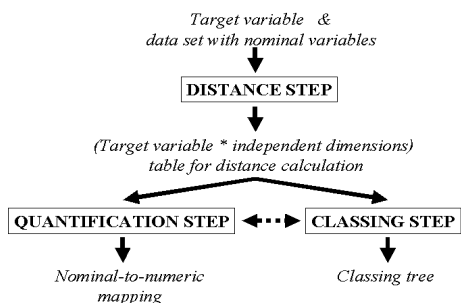 Target variable &
data set with nominal variables
DISTANCE STEP
(Target variable * independent dimensions)
table for distance calculation
QUANTIFICATION STEP
CLASSING STEP
Nominal-to-numeric
mapping
Classing tree